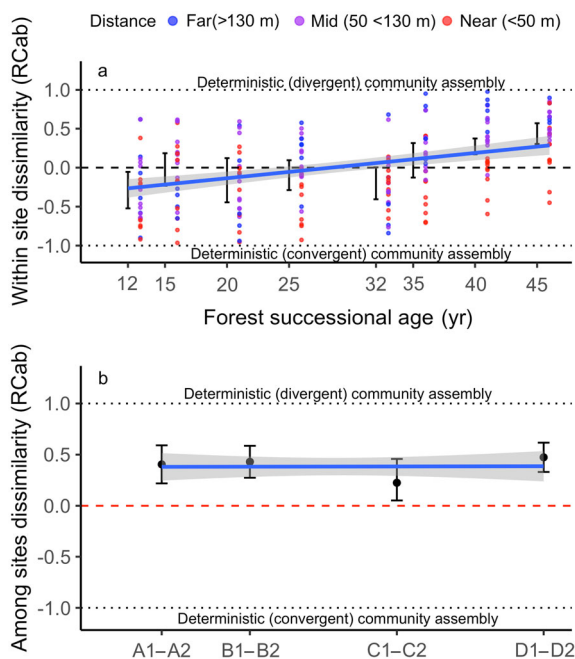 Distance Far(>130 m) Mid (50 <130 m) Near (<50 m)
a
Deterministic (divergent) community assembly
Within site dissimilarity (RCab)
1.0
0.5
0.0
-0.5
-1.0
Deterministic (convergent) community assembly
12 15 20 25 32 35 40 45
Forest successional age (yr)
b
Deterministic (divergent) community assembly
Among sites dissimilarity (RCab)
1.0
0.5
0.0
-0.5
-1.0
Deterministic (convergent) community assembly
A1–A2 B1–B2 C1–C2 D1–D2